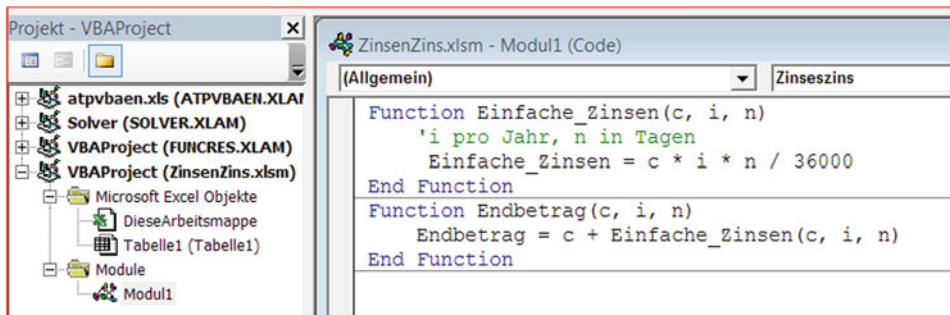 Projekt - VBAProject
atpvbaen.xls (ATPVBAEN.XLAM
Solver (SOLVER.XLAM)
VBAProject (FUNCRES.XLAM)
VBAProject (ZinsenZins.xlsm)
Microsoft Excel Objekte
DieseArbeitsmappe
Tabelle1 (Tabelle1)
Module
Modul1
ZinsenZins.xlsm - Modul1 (Code)
(Allgemein)
Zinseszins
Function Einfache_Zinsen(c, i, n)
'i pro Jahr, n in Tagen
Einfache_Zinsen = c * i * n / 36000
End Function
Function Endbetrag(c, i, n)
Endbetrag = c + Einfache_Zinsen(c, i, n)
End Function